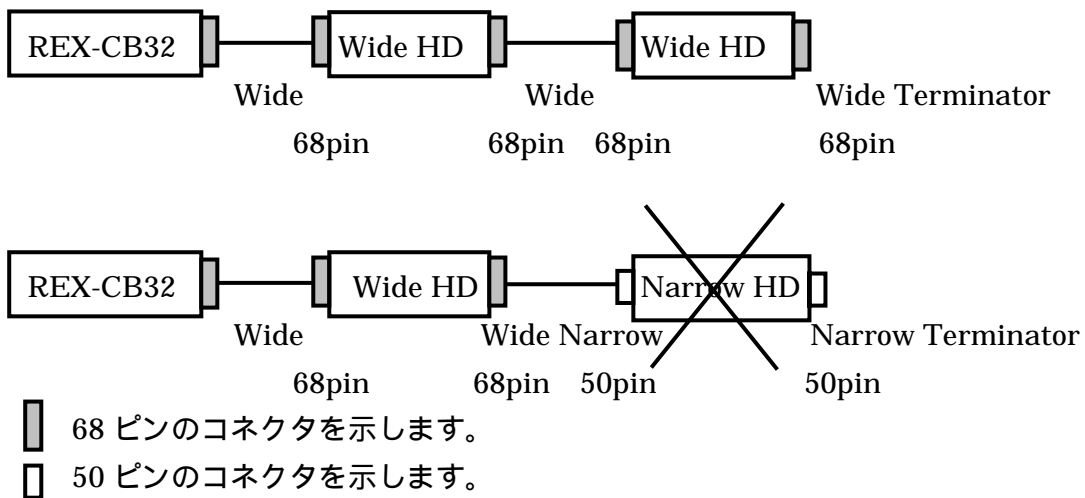 REX-CB32 Wide HD Wide HD
Wide Wide Wide Terminator
68pin 68pin 68pin 68pin
REX-CB32 Wide HD Narrow HD
Wide Wide Narrow Narrow Terminator
68pin 68pin 50pin 50pin
68 ピンのコネクタを示します。
50 ピンのコネクタを示します。